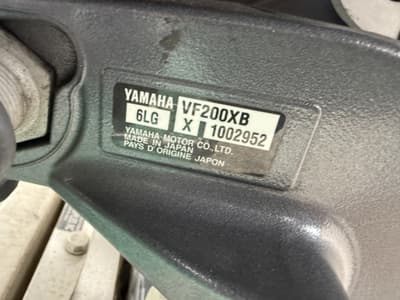 YAMAHA VF200XB
6LG X 1002952
YAMAHA MOTOR CO.,LTD.
MADE IN JAPAN
PAYS D'ORIGINE JAPON